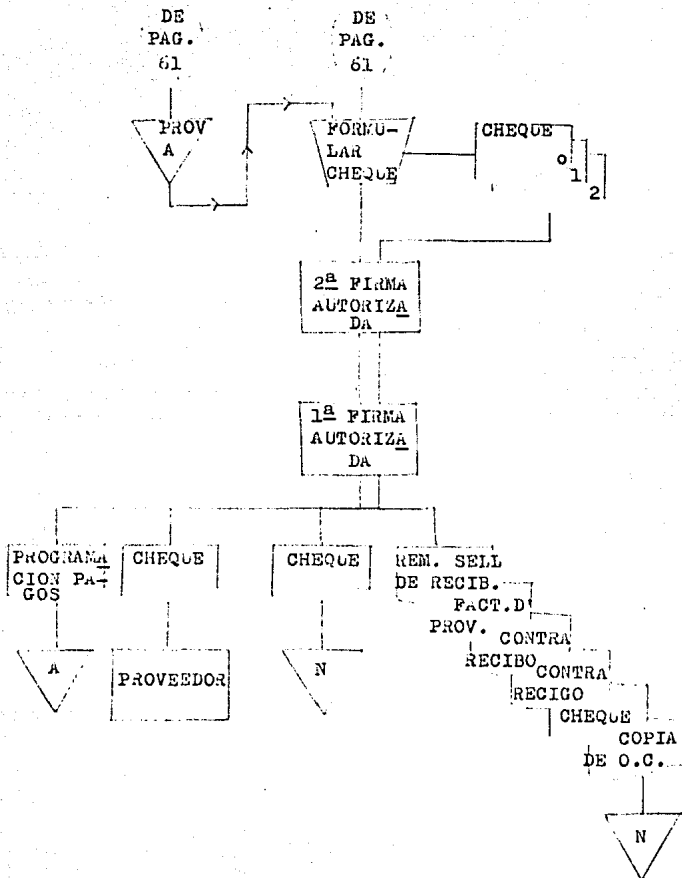 DE
PAG.
61
DE
PAG.
61
PROV
A
FORMU-
LAR
CHEQUE
CHEQUE
o
1
2
2ª FIRMA
AUTORIZA
DA
1ª FIRMA
AUTORIZA
DA
PROGRAMA
CION PA-
GOS
CHEQUE
CHEQUE
REM. SELL
DE RECIB.
FACT.D
PROV.
CONTRA
RECIBO
CONTRA
RECIGO
CHEQUE
COPIA
DE O.C.
A
PROVEEDOR
N
N